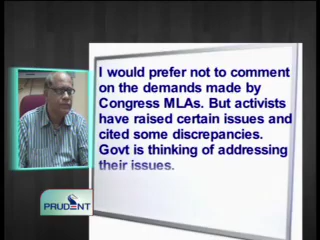 I would prefer not to comment
on the demands made by
Congress MLAs. But activists
have raised certain issues and
cited some discrepancies.
Govt is thinking of addressing
their issues.
PRUDENT